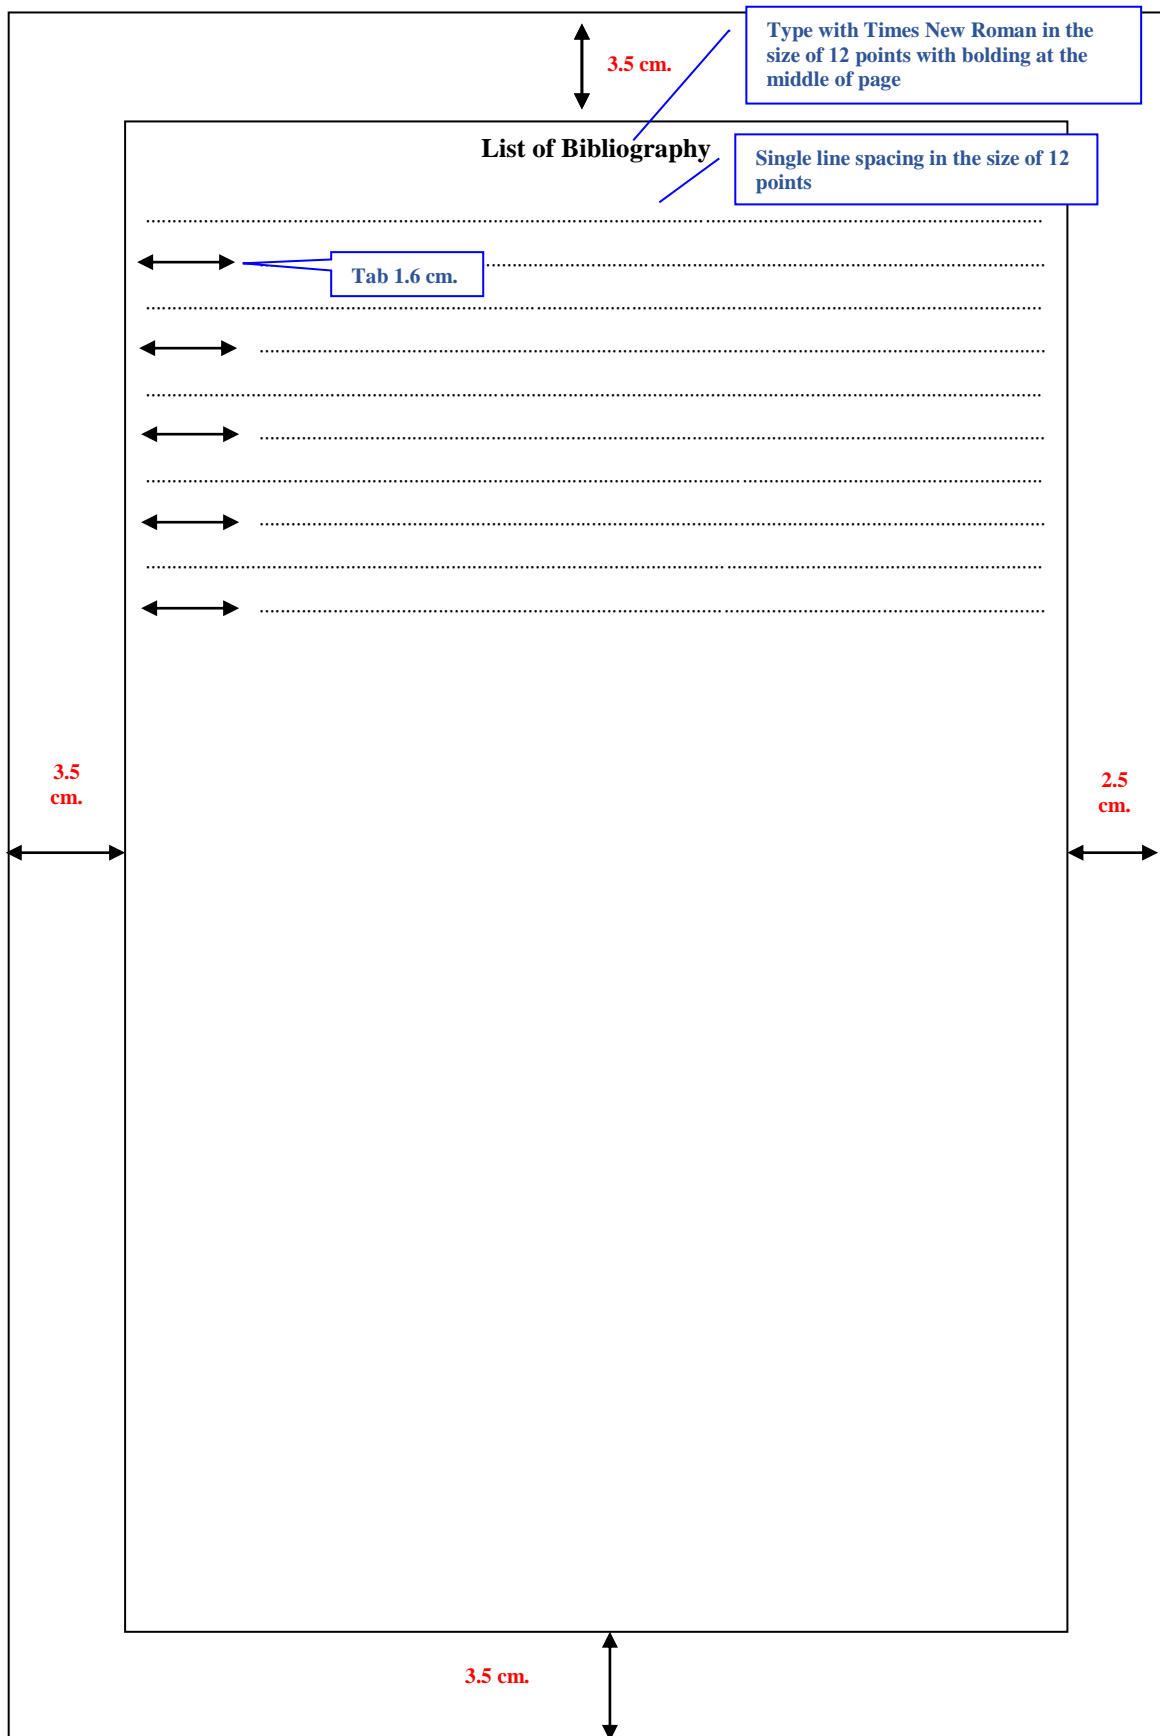 Type with Times New Roman in the
size of 12 points with bolding at the
middle of page
3.5 cm.
List of Bibliography
Single line spacing in the size of 12
points
Tab 1.6 cm.
3.5
cm.
2.5
cm.
3.5 cm.